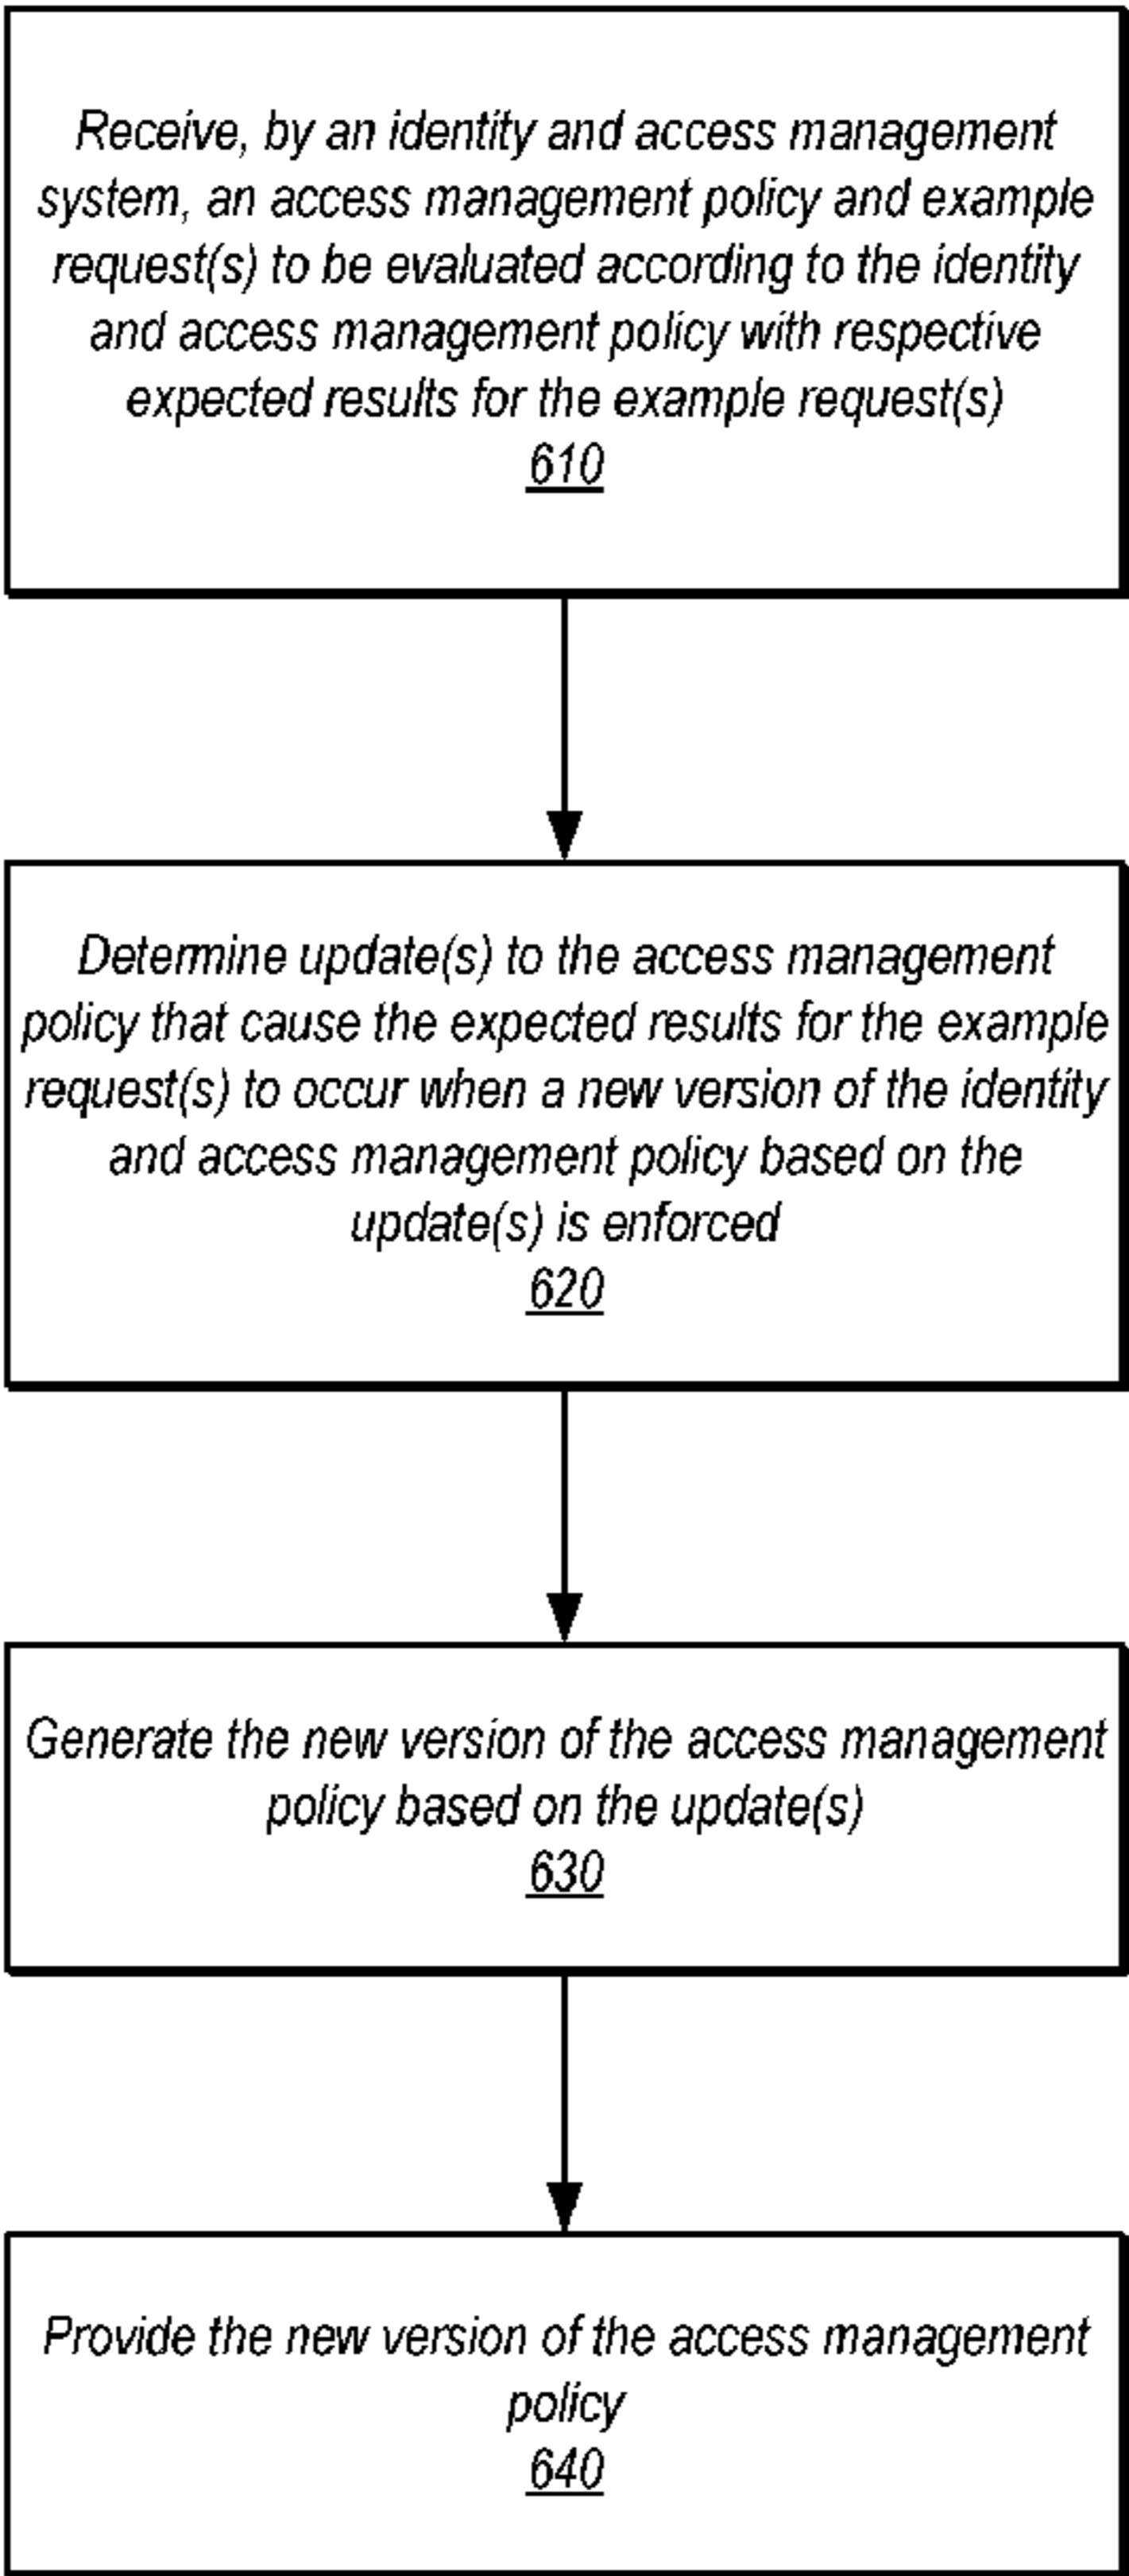 Receive, by an identity and access management
system, an access management policy and example
request(s) to be evaluated according to the identity
and access management policy with respective
expected results for the example request(s)
610
Determine update(s) to the access management
policy that cause the expected results for the example
request(s) to occur when a new version of the identity
and access management policy based on the
update(s) is enforced
620
Generate the new version of the access management
policy based on the update(s)
630
Provide the new version of the access management
policy
640